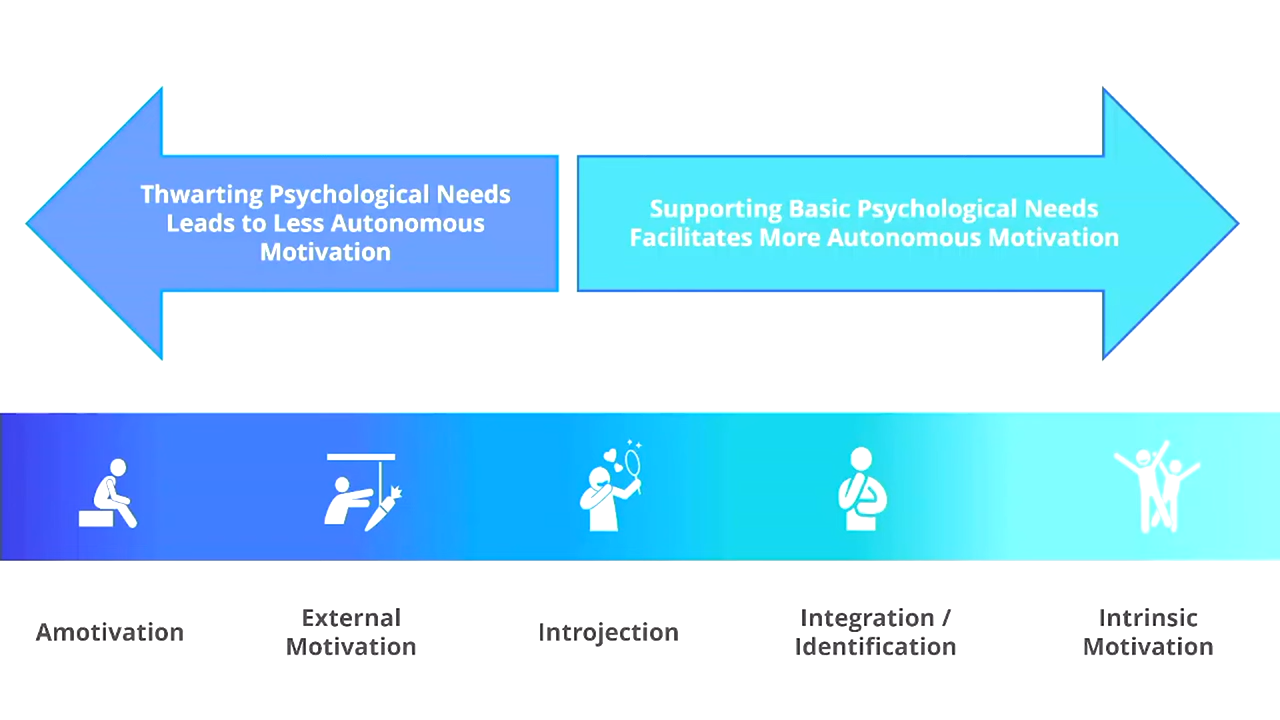 Thwarting Psychological Needs
Leads to Less Autonomous
Motivation
Supporting Basic Psychological Needs
Facilitates More Autonomous Motivation
Amotivation
External
Motivation
Introjection
Integration /
Identification
Intrinsic
Motivation